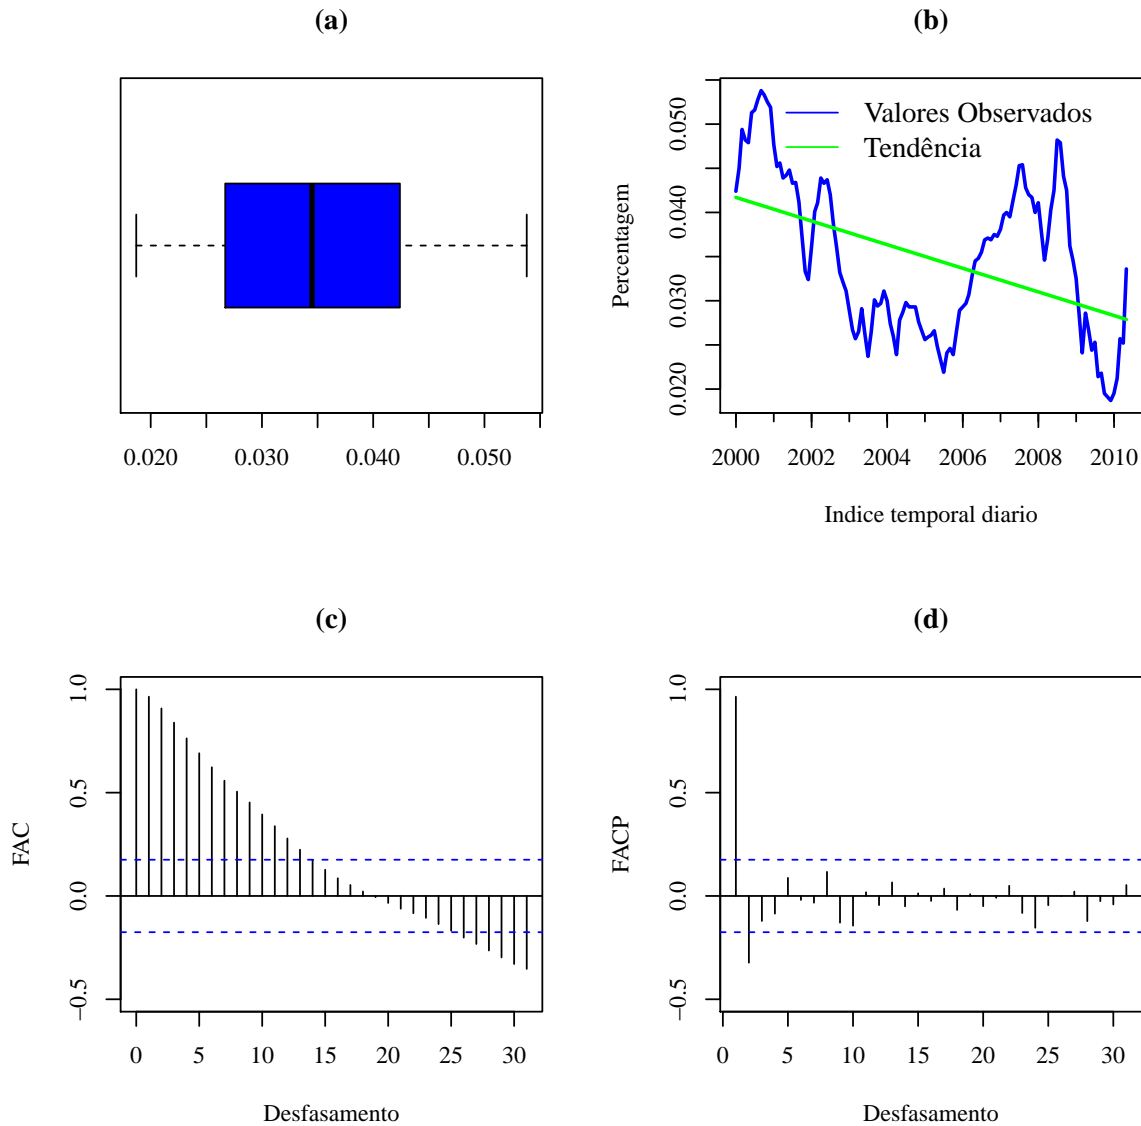 (a)
0.020 0.030 0.040 0.050
(b)
Percentagem
0.020 0.030 0.040 0.050
Valores Observados
Tendência
2000 2002 2004 2006 2008 2010
Indice temporal diario
(c)
FAC
−0.5 0.0 0.5 1.0
0 5 10 15 20 25 30
Desfasamento
(d)
FACP
−0.5 0.0 0.5 1.0
0 5 10 15 20 25 30
Desfasamento